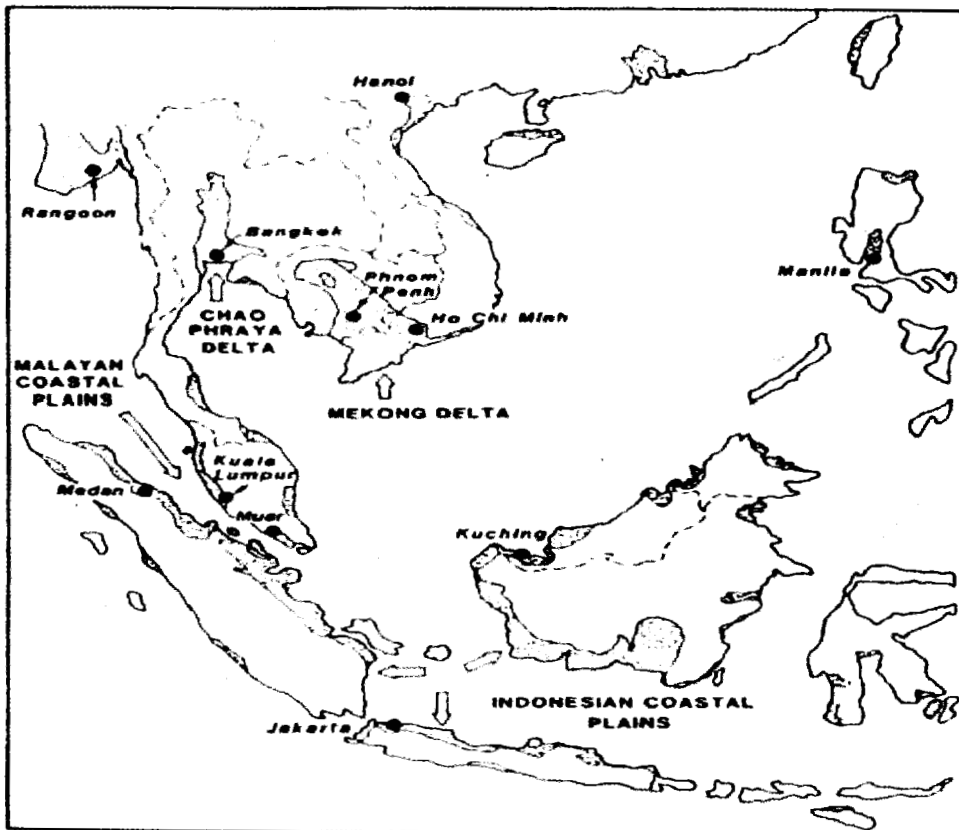 Hanoi
Rangoon
Bangkok
Manila
Phnom
Penh
CHAO
PHRAYA
DELTA
Ho Chi Minh
MALAYAN
COASTAL
PLAINS
MEKONG DELTA
Kuala
Lumpur
Medan
Muar
Kuching
INDONESIAN COASTAL
PLAINS
Jakarta